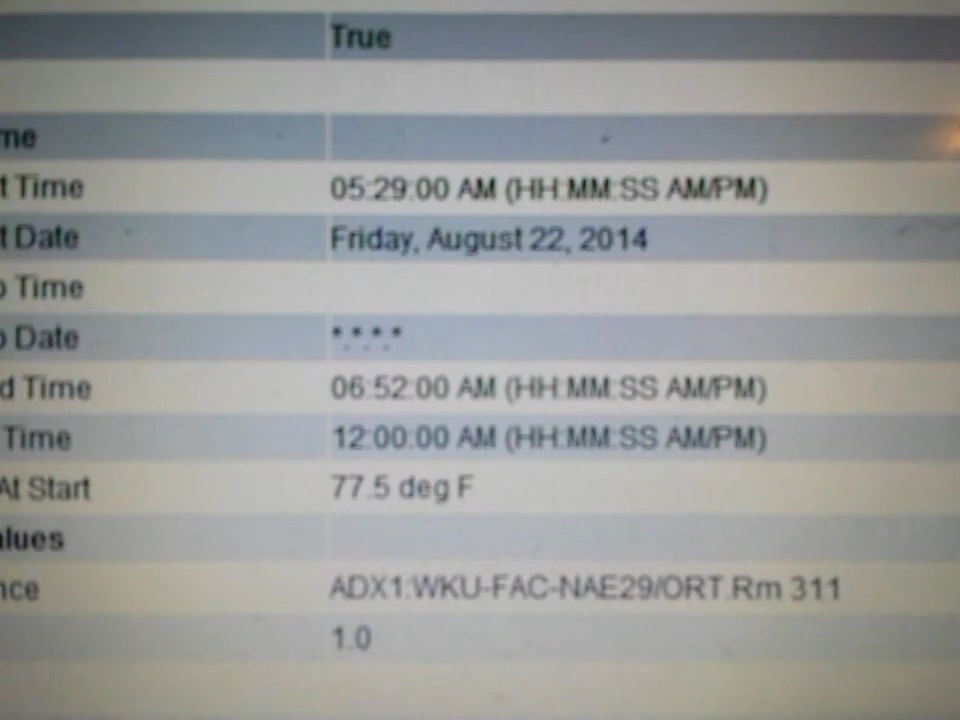 True
me
t Time 05:29:00 AM (HH:MM:SS AM/PM)
t Date Friday, August 22, 2014
p Time
p Date *.*.*.*
d Time 06:52:00 AM (HH:MM:SS AM/PM)
Time 12:00:00 AM (HH:MM:SS AM/PM)
At Start 77.5 deg F
alues
nce ADX1:WKU-FAC-NAE29/ORT.Rm 311
1.0